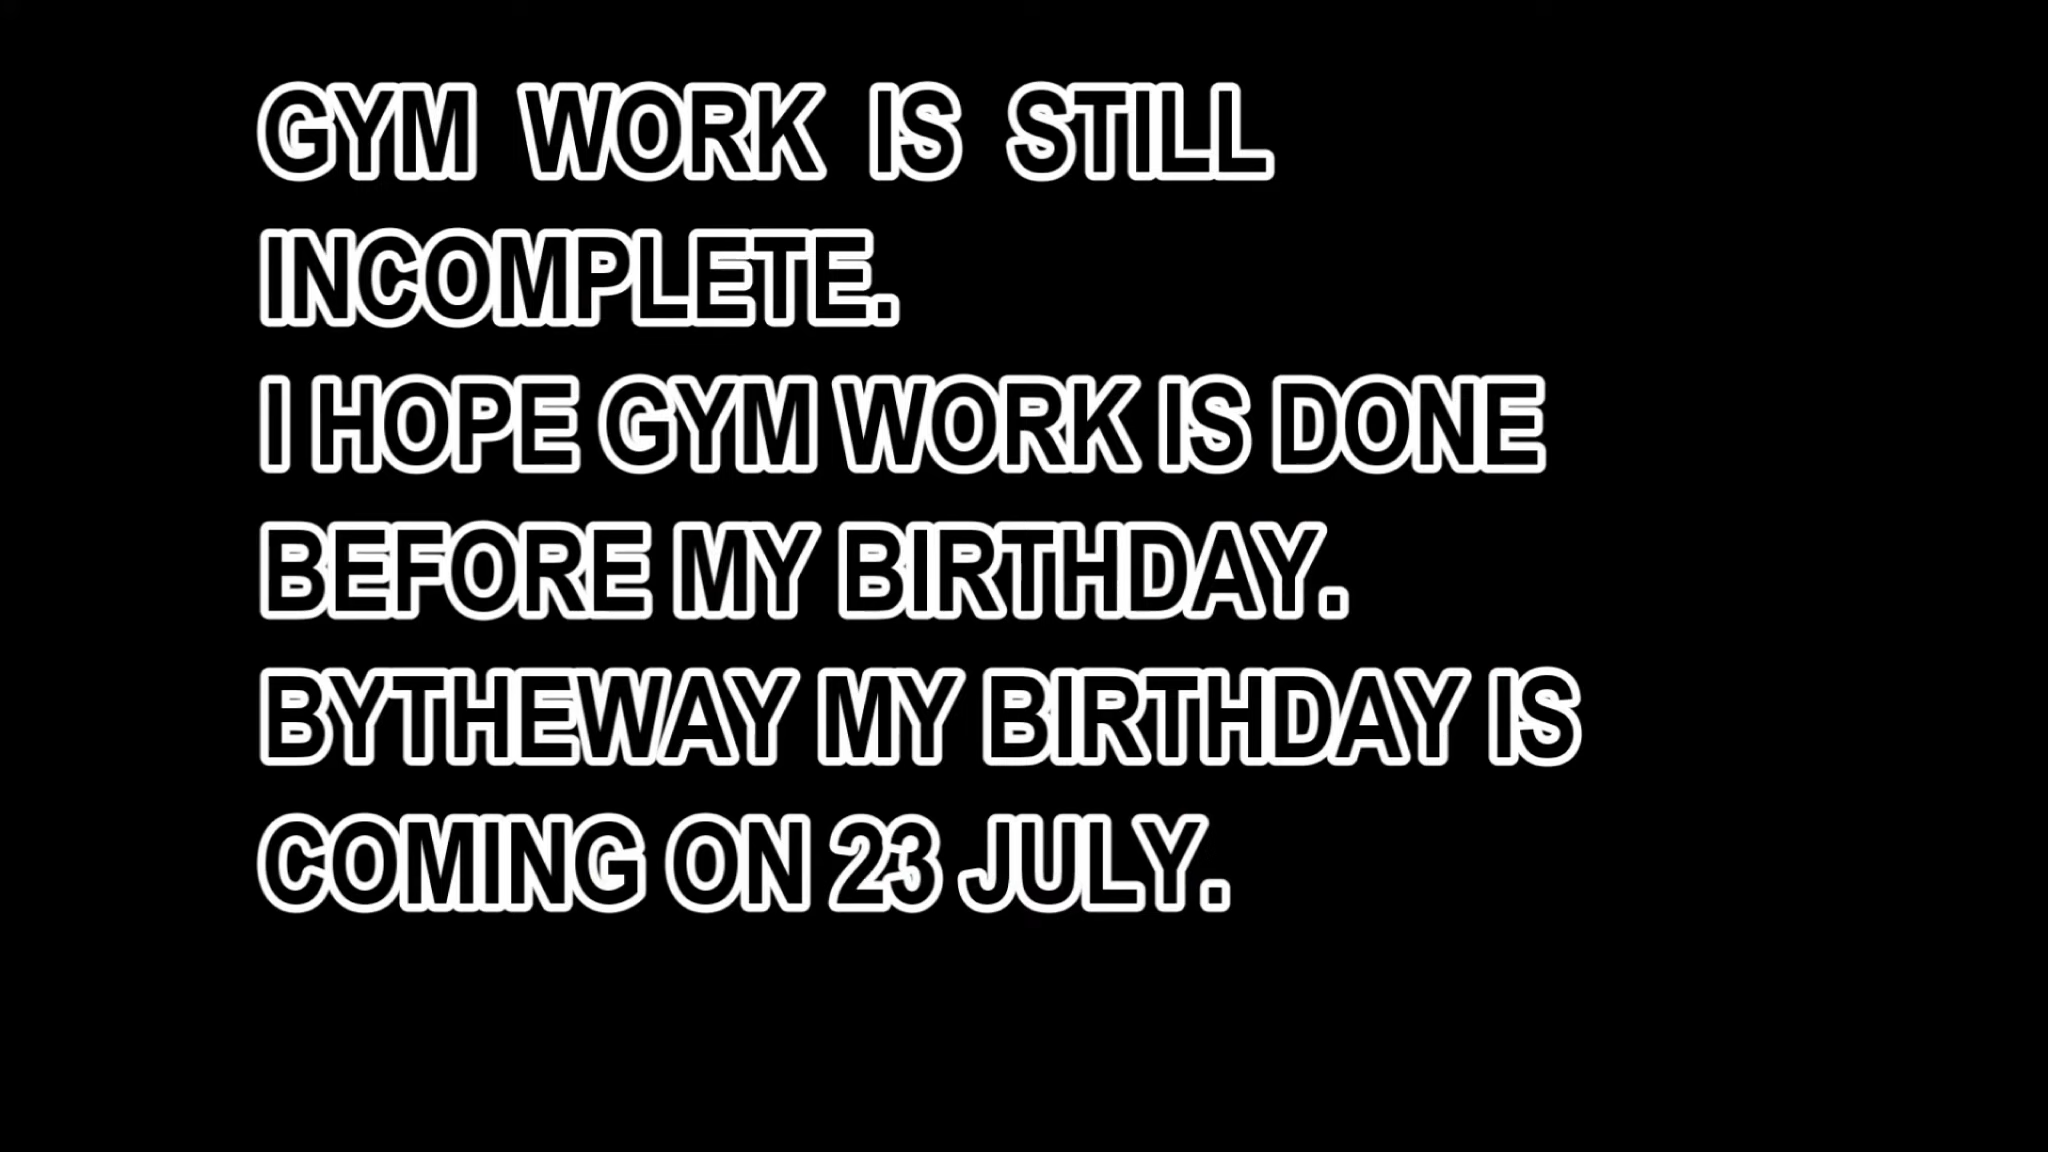 GYM WORK IS STILL
INCOMPLETE.
I HOPE GYM WORK IS DONE
BEFORE MY BIRTHDAY.
BYTHEWAY MY BIRTHDAY IS
COMING ON 23 JULY.